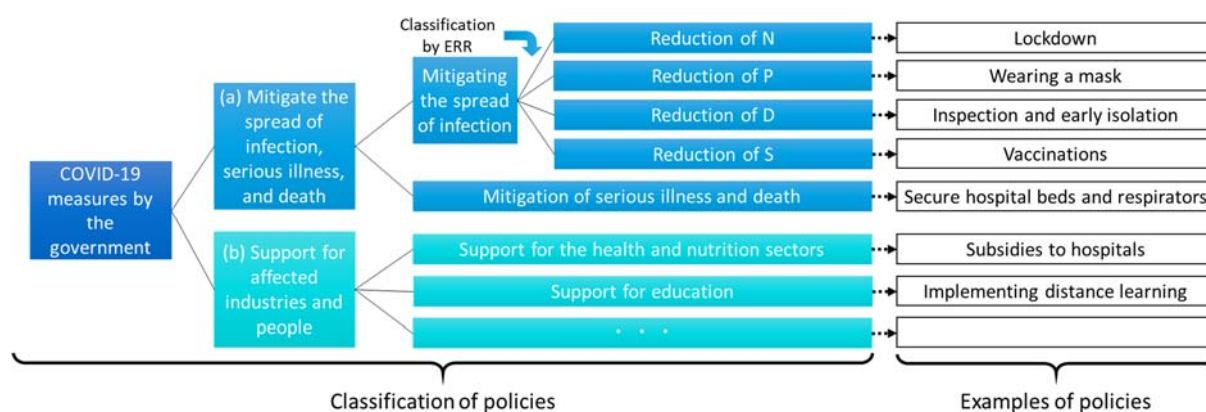 Classification
by ERR
Reduction of N
Lockdown
Mitigating
the spread
of infection
Reduction of P
Wearing a mask
(a) Mitigate the
spread of
infection,
serious illness,
and death
Reduction of D
Inspection and early isolation
Reduction of S
Vaccinations
COVID-19
measures by
the
government
Mitigation of serious illness and death
Secure hospital beds and respirators
(b) Support for
affected
industries and
people
Support for the health and nutrition sectors
Subsidies to hospitals
Support for education
Implementing distance learning
・・・
Classification of policies
Examples of policies